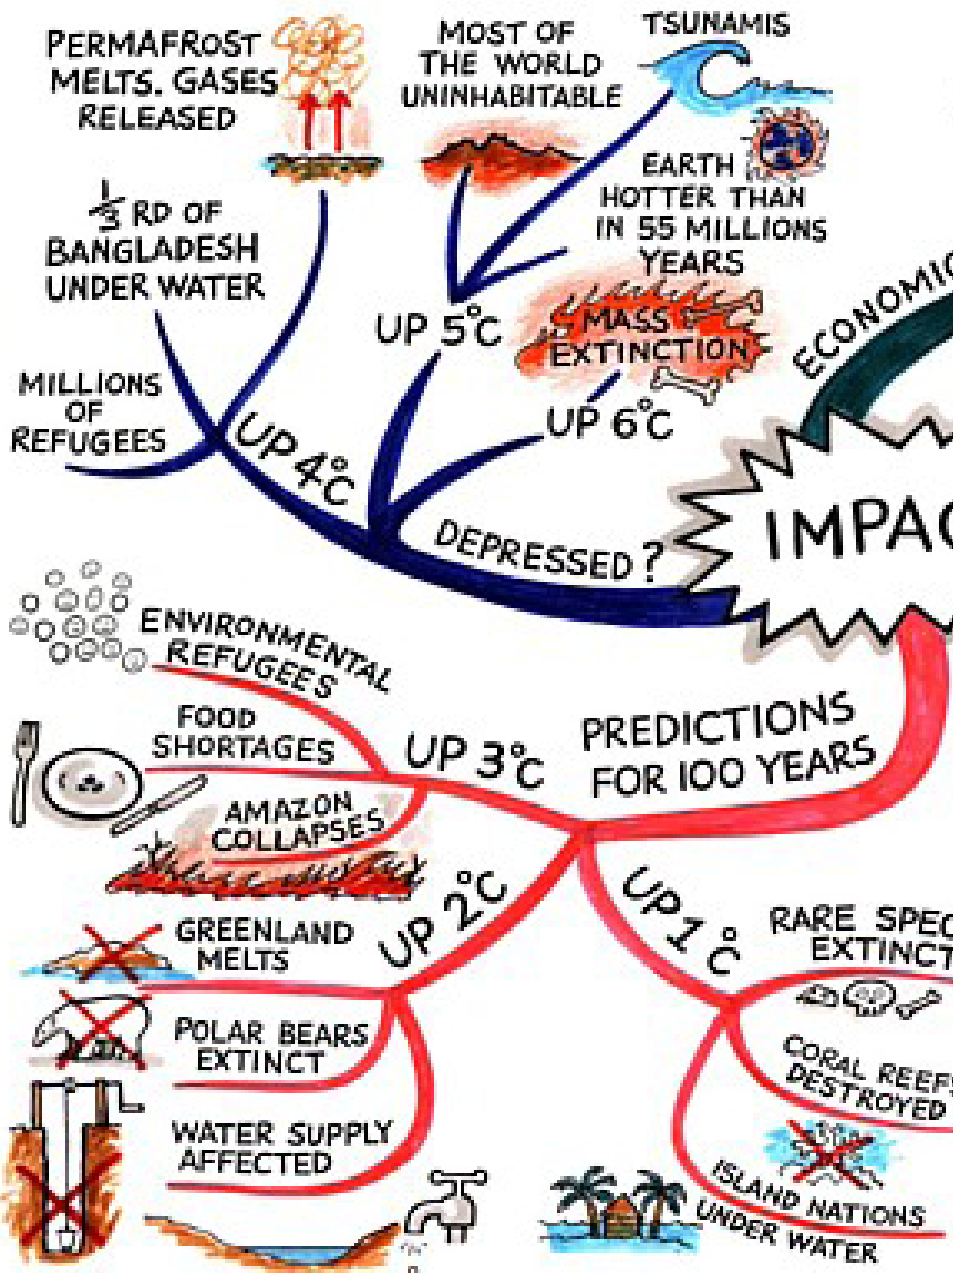 PERMAFROST
MELTS. GASES
RELEASED
MOST OF
THE WORLD
UNINHABITABLE
TSUNAMIS
EARTH
HOTTER THAN
IN 55 MILLIONS
YEARS
1/3 RD OF
BANGLADESH
UNDER WATER
UP 5°C
MASS
EXTINCTION
MILLIONS
OF
REFUGEES
UP 4°C
UP 6°C
ECONOMIC
DEPRESSED?
IMPAC
ENVIRONMENTAL
REFUGEES
FOOD
SHORTAGES
UP 3°C
PREDICTIONS
FOR 100 YEARS
AMAZON
COLLAPSES
UP 2°C
UP 1°C
GREENLAND
MELTS
RARE SPEC
EXTINCT
POLAR BEARS
EXTINCT
CORAL REEFS
DESTROYED
WATER SUPPLY
AFFECTED
ISLAND NATIONS
UNDER WATER